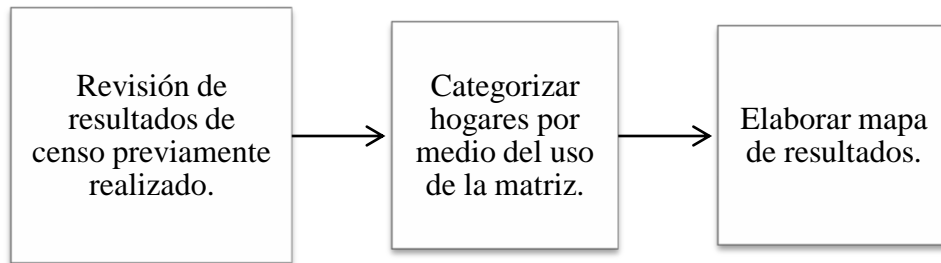 Revisión de
resultados de
censo previamente
realizado.
Categorizar
hogares por
medio del uso
de la matriz.
Elaborar mapa
de resultados.